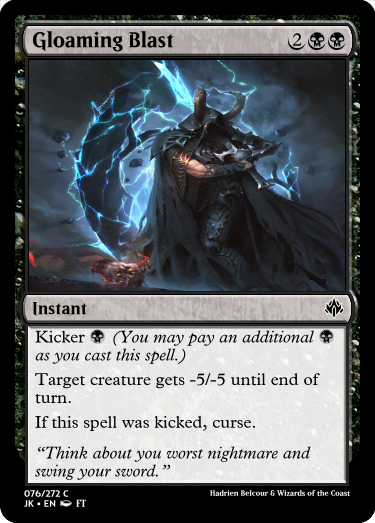 Gloaming Blast 2
Instant
Kicker (You may pay an additional
as you cast this spell.)
Target creature gets -5/-5 until end of
turn.
If this spell was kicked, curse.
“Think about you worst nightmare and
swing your sword.”
076/272 C
JK • EN FT
Hadrien Belcour & Wizards of the Coast